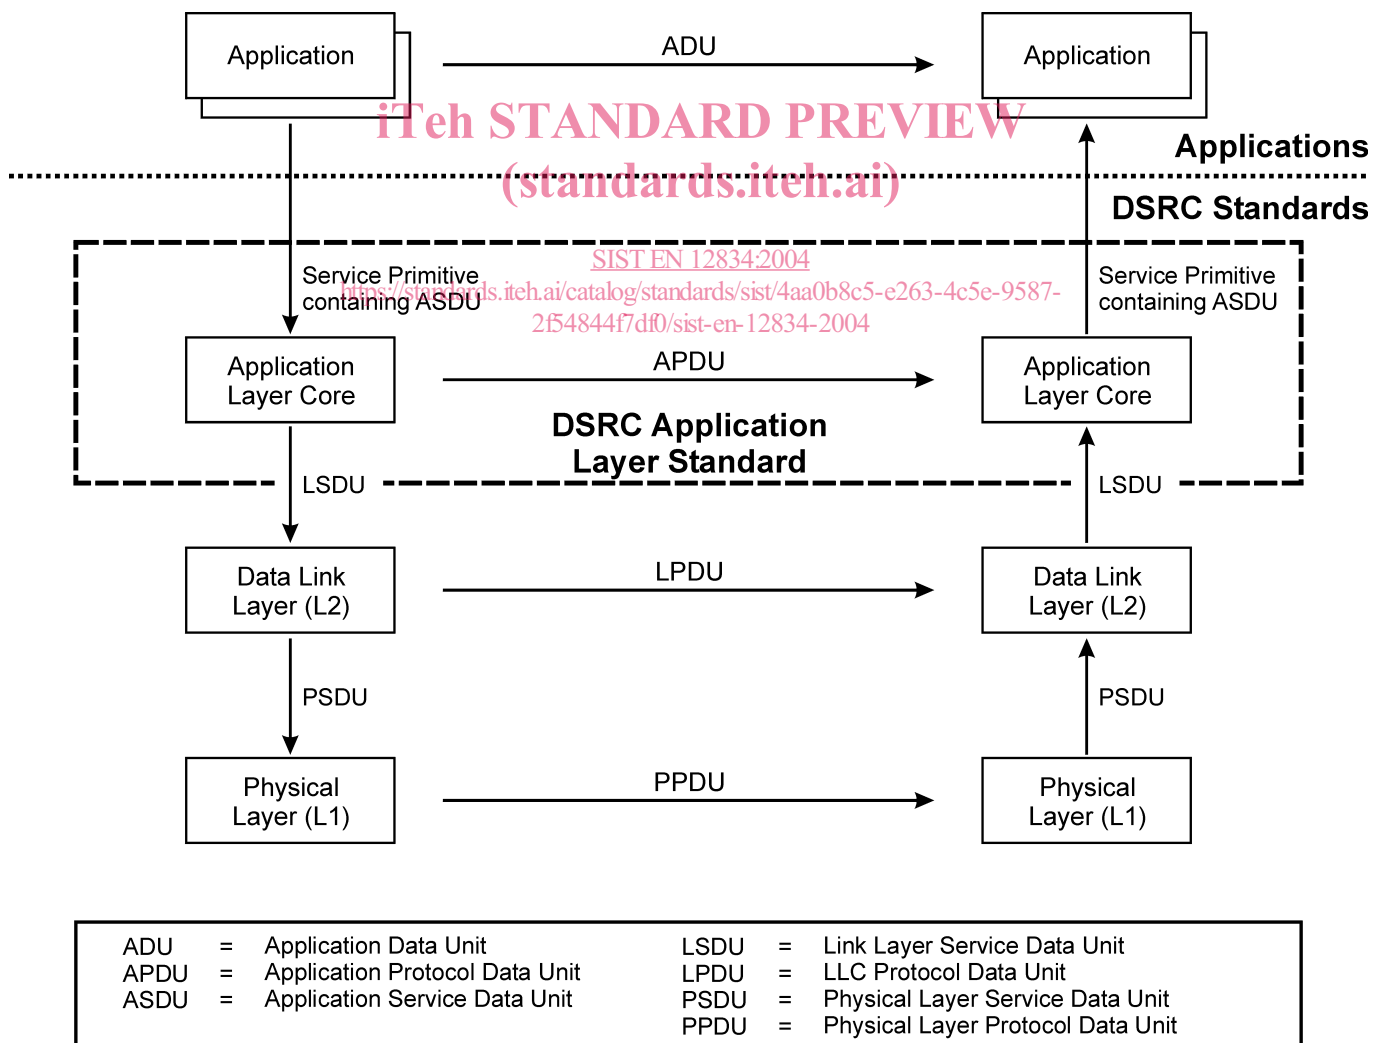 ADU
Application
Application
iTeh STANDARD PREVIEW
Applications
(standards.iteh.ai)
DSRC Standards
SIST EN 12834:2004
Service Primitive
containing ASDU
Service Primitive
containing ASDU
https://standards.iteh.ai/catalog/standards/sist/4aa0b8c5-e263-4c5e-9587-
2f54844f7df0/sist-en-12834-2004
APDU
Application
Layer Core
Application
Layer Core
DSRC Application
Layer Standard
LSDU
LSDU
LPDU
Data Link
Layer (L2)
Data Link
Layer (L2)
PSDU
PSDU
PPDU
Physical
Layer (L1)
Physical
Layer (L1)
ADU = Application Data Unit
APDU = Application Protocol Data Unit
ASDU = Application Service Data Unit
LSDU = Link Layer Service Data Unit
LPDU = LLC Protocol Data Unit
PSDU = Physical Layer Service Data Unit
PPDU = Physical Layer Protocol Data Unit